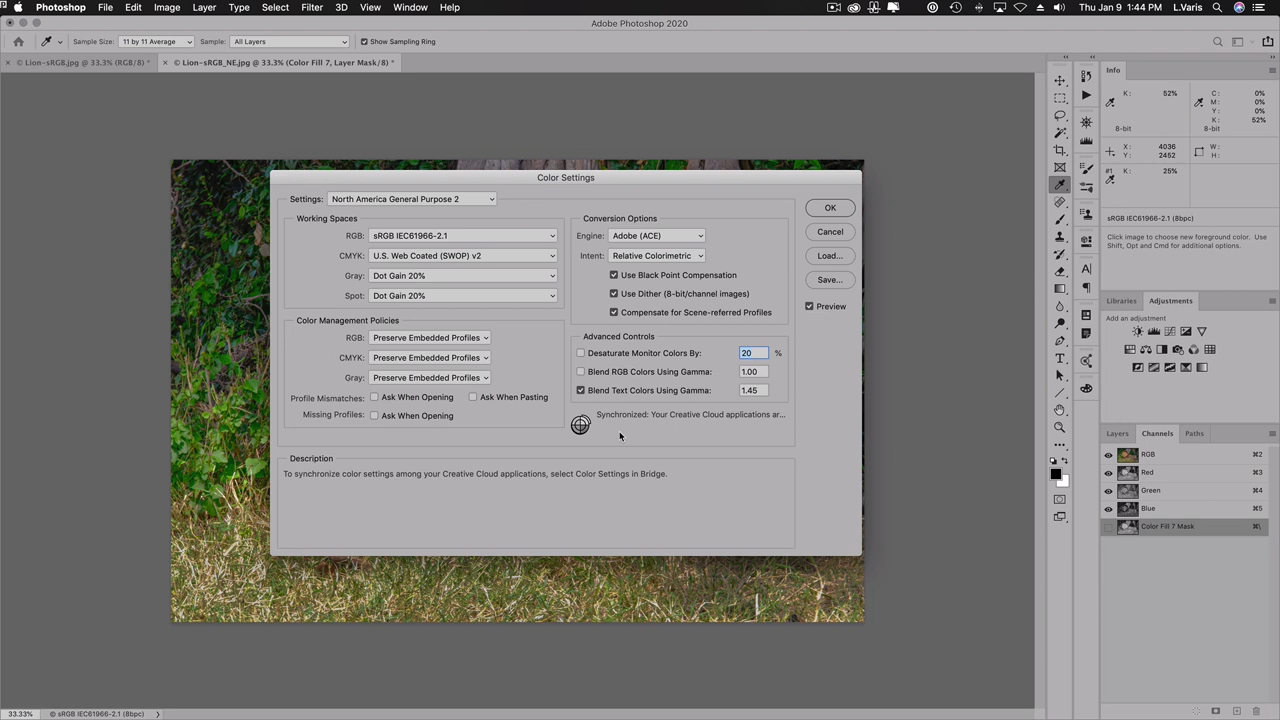 Photoshop File Edit Image Layer Type Select Filter 3D View Window Help Thu Jan 9 1:44 PM L.Varis
Adobe Photoshop 2020
Sample Size: 11 by 11 Average Sample: All Layers Show Sampling Ring
© Lion-sRGB.jpg @ 33.3% (RGB/8) * © Lion-sRGB_NE.jpg @ 33.3% (Color Fill 7, Layer Mask/8) *
Color Settings
Settings: North America General Purpose 2
Working Spaces
RGB: sRGB IEC61966-2.1
CMYK: U.S. Web Coated (SWOP) v2
Gray: Dot Gain 20%
Spot: Dot Gain 20%
Color Management Policies
RGB: Preserve Embedded Profiles
CMYK: Preserve Embedded Profiles
Gray: Preserve Embedded Profiles
Profile Mismatches: Ask When Opening Ask When Pasting
Missing Profiles: Ask When Opening
Conversion Options
Engine: Adobe (ACE)
Intent: Relative Colorimetric
Use Black Point Compensation
Use Dither (8-bit/channel images)
Compensate for Scene-referred Profiles
Advanced Controls
Desaturate Monitor Colors By: 20 %
Blend RGB Colors Using Gamma: 1.00
Blend Text Colors Using Gamma: 1.45
Synchronized: Your Creative Cloud applications ar...
Description
To synchronize color settings among your Creative Cloud applications, select Color Settings in Bridge.
OK
Cancel
Load...
Save...
Preview
Info
K: 52% C: 0%
M: 0%
Y: 0%
K: 52%
8-bit 8-bit
X: 4036 W:
Y: 2452 H:
#1 K: 25%
sRGB IEC61966-2.1 (8bpc)
Click image to choose new foreground color. Use
Shift, Opt and Cmd for additional options.
Libraries Adjustments
Add an adjustment
Layers Channels Paths
RGB ⌘2
Red ⌘3
Green ⌘4
Blue ⌘5
Color Fill 7 Mask ⌘\
33.33% © sRGB IEC61966-2.1 (8bpc)